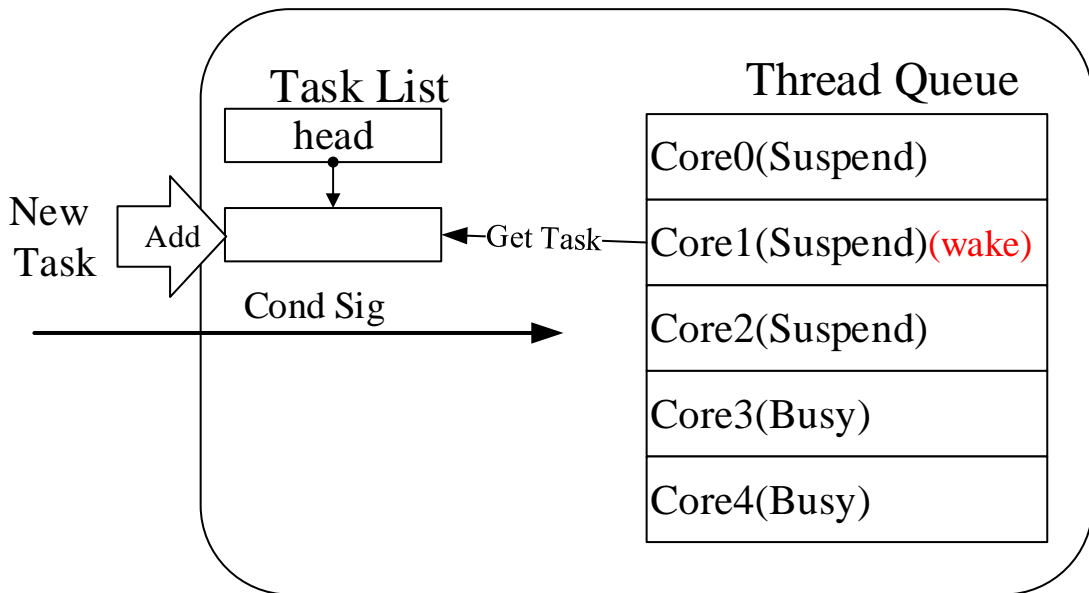 Task List
head
New
Task
Add
Get Task
Cond Sig
Thread Queue
Core0(Suspend)
Core1(Suspend)(wake)
Core2(Suspend)
Core3(Busy)
Core4(Busy)